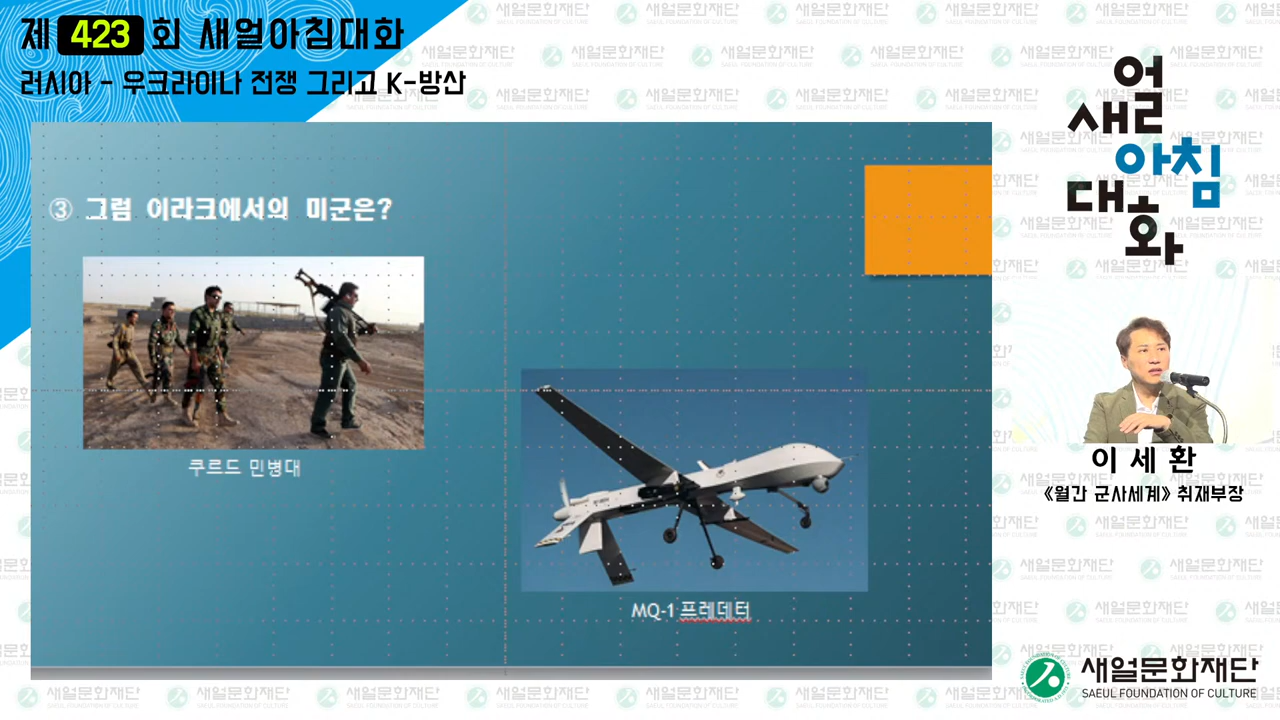 제 423 회 새얼아침대화
러시아 - 우크라이나 전쟁 그리고 K-방산
③ 그럼 이라크에서의 미군은?
쿠르드 민병대
MQ-1 프레데터
새얼
아침
대화
이 세 환
《월간 군사세계》 취재부장
새얼문화재단
SAEUL FOUNDATION OF CULTURE